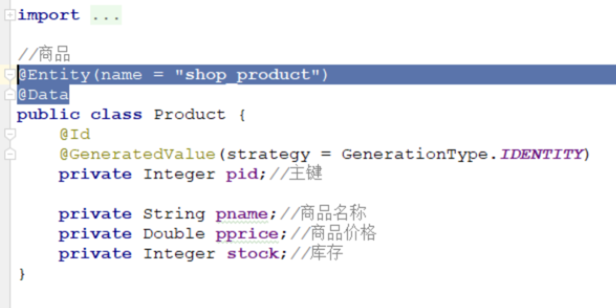 import ...
//商品
@Entity(name = "shop_product")
@Data
public class Product {
@Id
@GeneratedValue(strategy = GenerationType.IDENTITY)
private Integer pid;//主键
private String pname;//商品名称
private Double pprice;//商品价格
private Integer stock;//库存
}